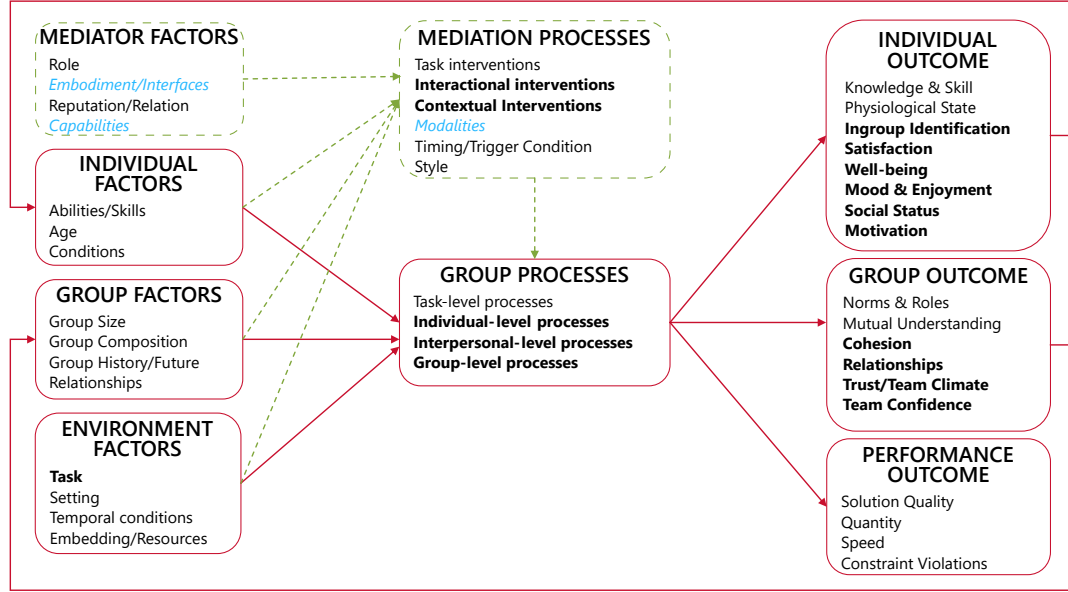 MEDIATOR FACTORS
Role
Embodiment/Interfaces
Reputation/Relation
Capabilities
INDIVIDUAL
FACTORS
Abilities/Skills
Age
Conditions
GROUP FACTORS
Group Size
Group Composition
Group History/Future
Relationships
ENVIRONMENT
FACTORS
Task
Setting
Temporal conditions
Embedding/Resources
MEDIATION PROCESSES
Task interventions
Interactional interventions
Contextual Interventions
Modalities
Timing/Trigger Condition
Style
GROUP PROCESSES
Task-level processes
Individual-level processes
Interpersonal-level processes
Group-level processes
INDIVIDUAL
OUTCOME
Knowledge & Skill
Physiological State
Ingroup Identification
Satisfaction
Well-being
Mood & Enjoyment
Social Status
Motivation
GROUP OUTCOME
Norms & Roles
Mutual Understanding
Cohesion
Relationships
Trust/Team Climate
Team Confidence
PERFORMANCE
OUTCOME
Solution Quality
Quantity
Speed
Constraint Violations